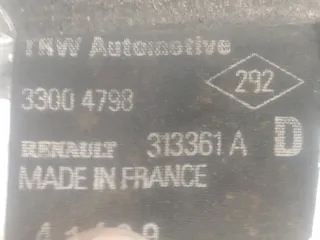 TRW Automotive
3300 4798 292
RENAULT 313361 A D
MADE IN FRANCE